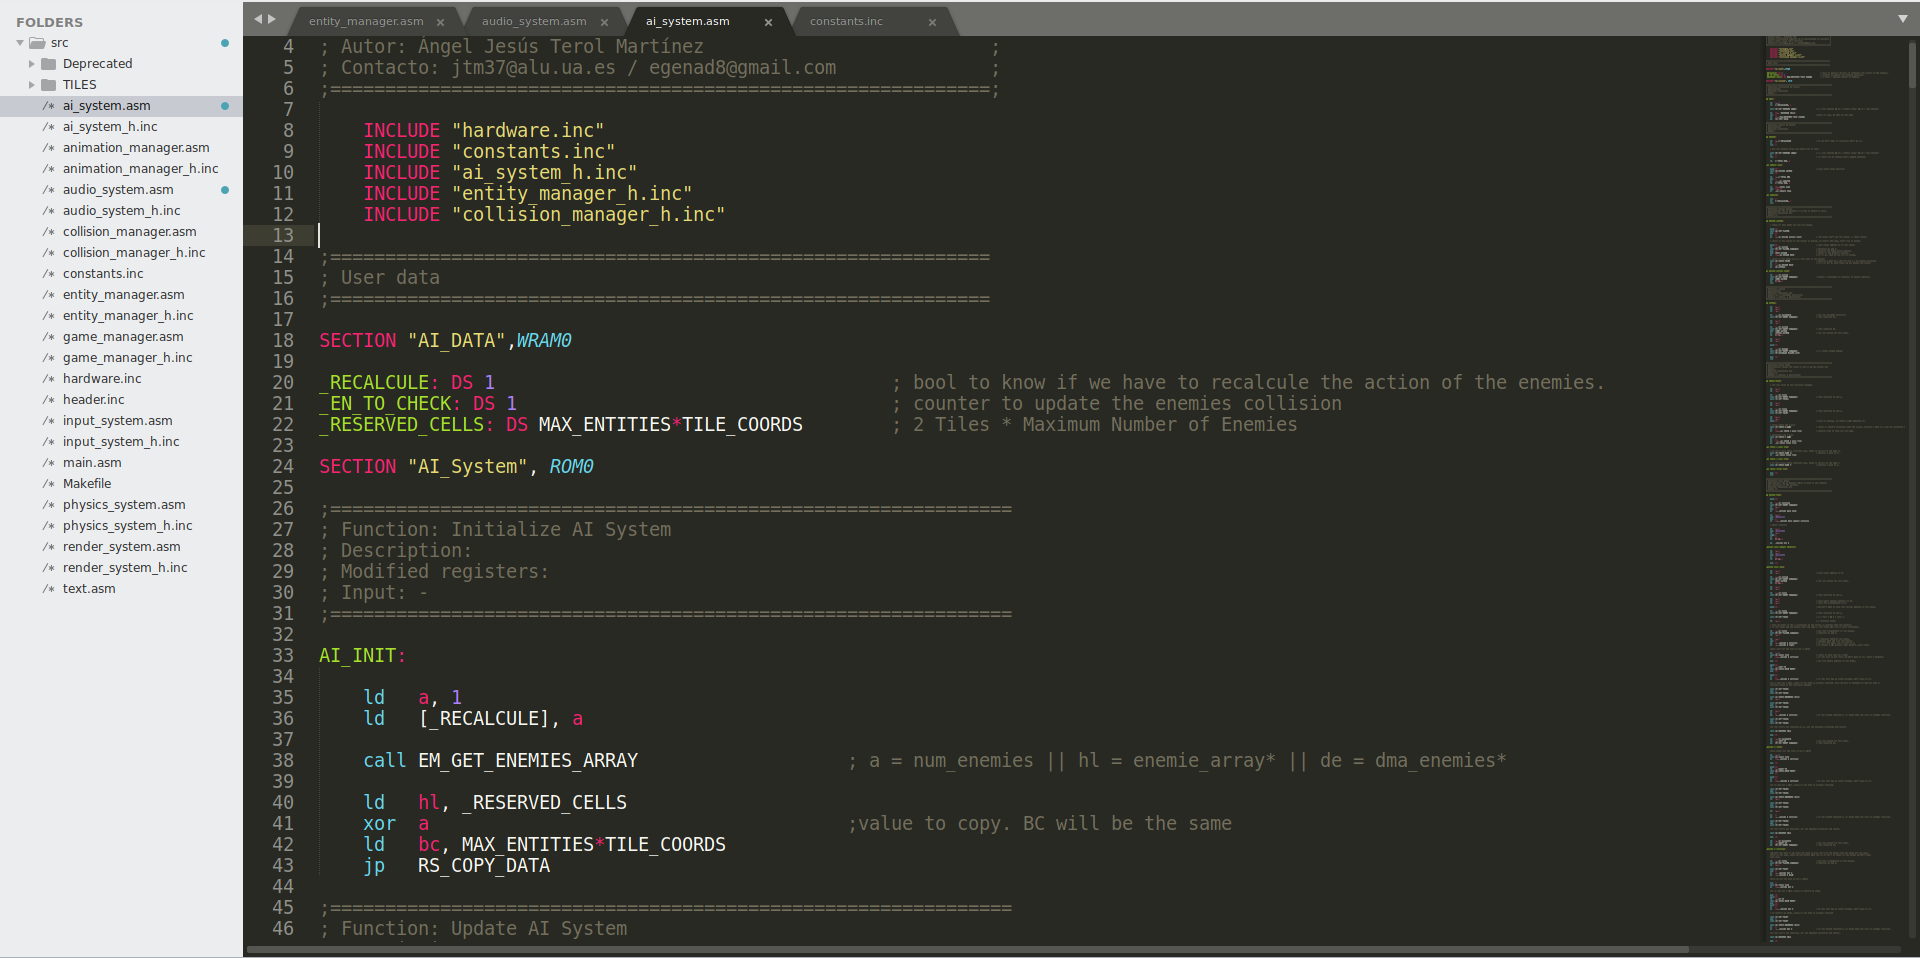 FOLDERS
src
Deprecated
TILES
/* ai_system.asm
/* ai_system_h.inc
/* animation_manager.asm
/* animation_manager_h.inc
/* audio_system.asm
/* audio_system_h.inc
/* collision_manager.asm
/* collision_manager_h.inc
/* constants.inc
/* entity_manager.asm
/* entity_manager_h.inc
/* game_manager.asm
/* game_manager_h.inc
/* hardware.inc
/* header.inc
/* input_system.asm
/* input_system_h.inc
/* main.asm
/* Makefile
/* physics_system.asm
/* physics_system_h.inc
/* render_system.asm
/* render_system_h.inc
/* text.asm
entity_manager.asm × audio_system.asm × ai_system.asm × constants.inc ×
4 ; Autor: Ángel Jesús Terol Martínez ;
5 ; Contacto: jtm37@alu.ua.es / egenad8@gmail.com ;
6 ;============================================================;
7
8 INCLUDE "hardware.inc"
9 INCLUDE "constants.inc"
10 INCLUDE "ai_system_h.inc"
11 INCLUDE "entity_manager_h.inc"
12 INCLUDE "collision_manager_h.inc"
13
14 ;============================================================
15 ; User data
16 ;============================================================
17
18 SECTION "AI_DATA",WRAM0
19
20 _RECALCULE: DS 1 ; bool to know if we have to recalcule the action of the enemies.
21 _EN_TO_CHECK: DS 1 ; counter to update the enemies collision
22 _RESERVED_CELLS: DS MAX_ENTITIES*TILE_COORDS ; 2 Tiles * Maximum Number of Enemies
23
24 SECTION "AI_System", ROM0
25
26 ;==============================================================
27 ; Function: Initialize AI System
28 ; Description:
29 ; Modified registers:
30 ; Input: -
31 ;==============================================================
32
33 AI_INIT:
34
35 ld a, 1
36 ld [_RECALCULE], a
37
38 call EM_GET_ENEMIES_ARRAY ; a = num_enemies || hl = enemie_array* || de = dma_enemies*
39
40 ld hl, _RESERVED_CELLS
41 xor a ;value to copy. BC will be the same
42 ld bc, MAX_ENTITIES*TILE_COORDS
43 jp RS_COPY_DATA
44
45 ;==============================================================
46 ; Function: Update AI System